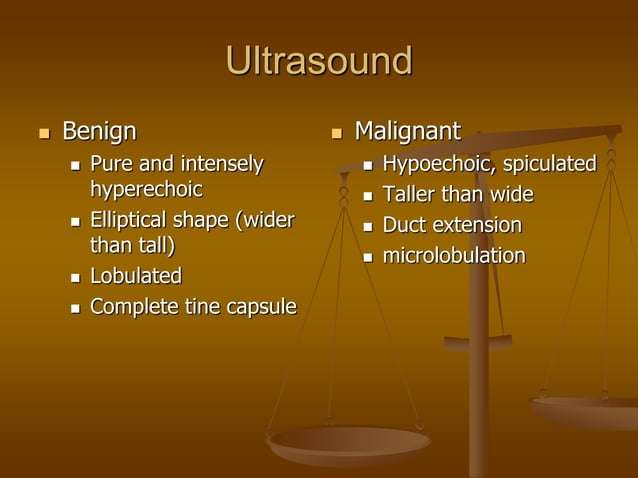 Ultrasound
Benign
Pure and intensely
hyperechoic
Elliptical shape (wider
than tall)
Lobulated
Complete tine capsule
Malignant
Hypoechoic, spiculated
Taller than wide
Duct extension
microlobulation